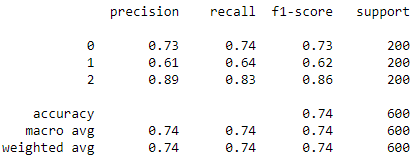 precision recall f1-score support
0 0.73 0.74 0.73 200
1 0.61 0.64 0.62 200
2 0.89 0.83 0.86 200
accuracy 0.74 600
macro avg 0.74 0.74 0.74 600
weighted avg 0.74 0.74 0.74 600